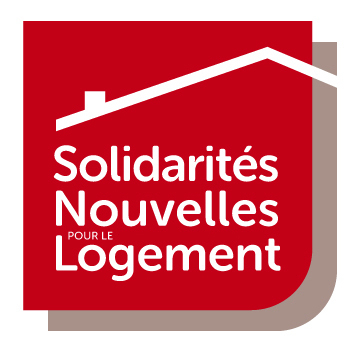 Solidarités
Nouvelles
POUR LE
Logement